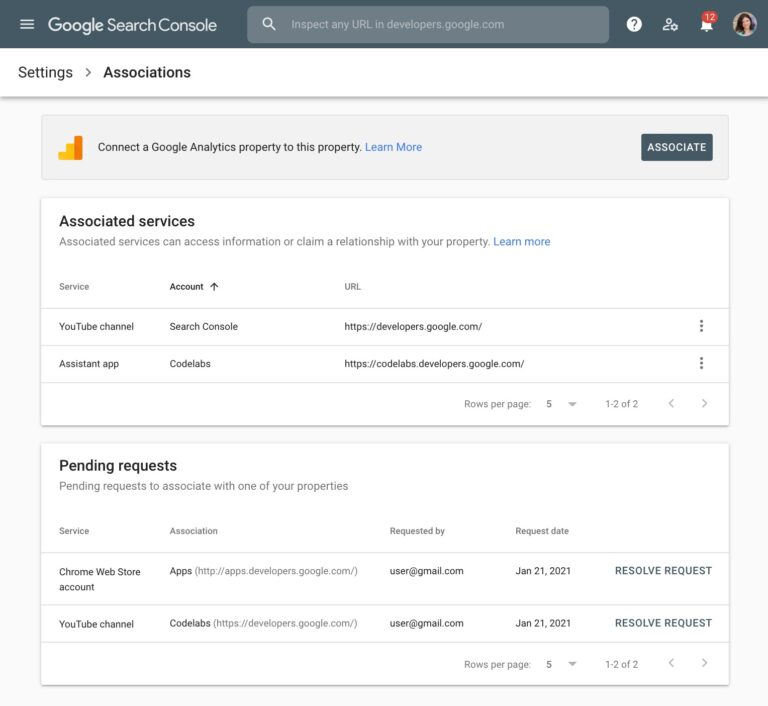 Google Search Console
Inspect any URL in developers.google.com
12
Settings > Associations
Connect a Google Analytics property to this property. Learn More
ASSOCIATE
Associated services
Associated services can access information or claim a relationship with your property. Learn more
Service Account ↑ URL
YouTube channel Search Console https://developers.google.com/
Assistant app Codelabs https://codelabs.developers.google.com/
Rows per page: 5 1-2 of 2
Pending requests
Pending requests to associate with one of your properties
Service Association Requested by Request date
Chrome Web Store Apps (http://apps.developers.google.com/) user@gmail.com Jan 21, 2021 RESOLVE REQUEST
account
YouTube channel Codelabs (https://developers.google.com/) user@gmail.com Jan 21, 2021 RESOLVE REQUEST
Rows per page: 5 1-2 of 2